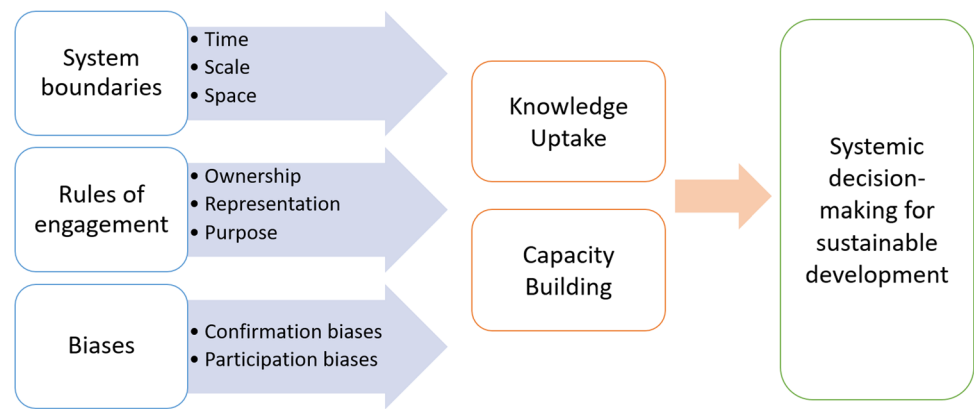 System
boundaries
• Time
• Scale
• Space
Rules of
engagement
• Ownership
• Representation
• Purpose
Biases
• Confirmation biases
• Participation biases
Knowledge
Uptake
Capacity
Building
Systemic
decision-
making for
sustainable
development